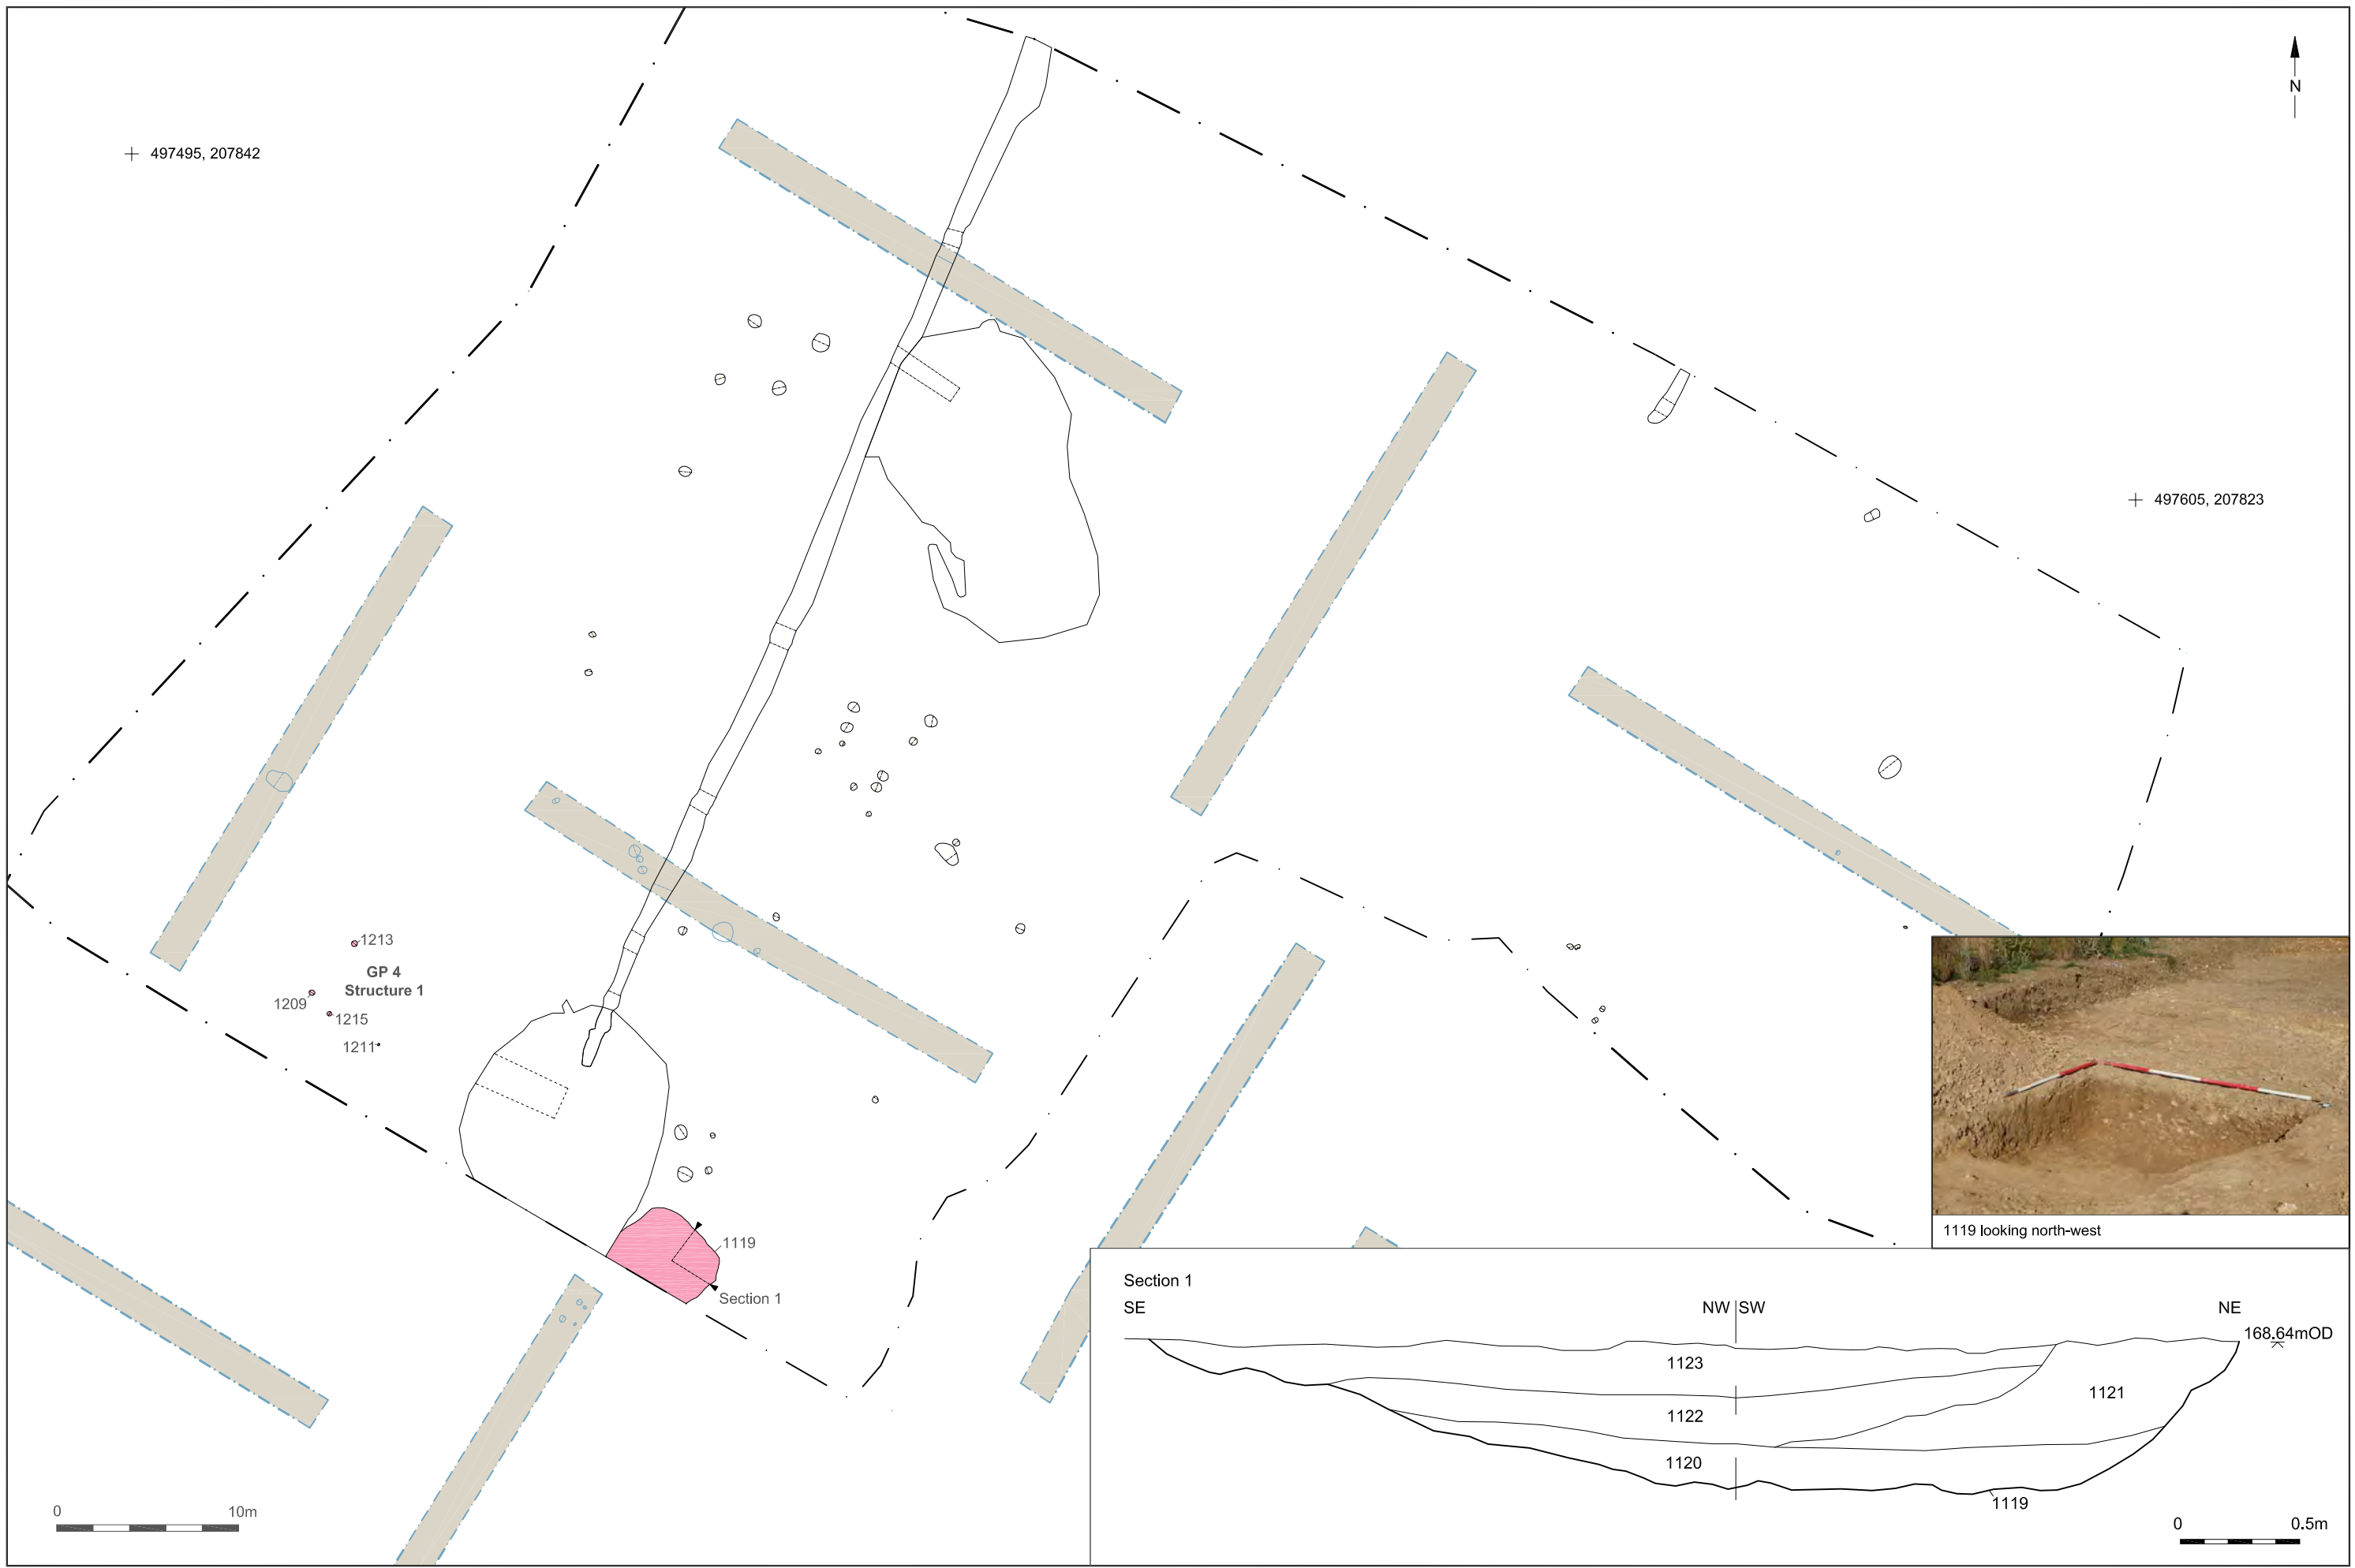 N
497495, 207842
497605, 207823
1213
GP 4
Structure 1
1209
1215
1211
1119
Section 1
0 10m
1119 looking north-west
Section 1
SE NW SW NE
168.64mOD
1123
1121
1122
1120
1119
0 0.5m